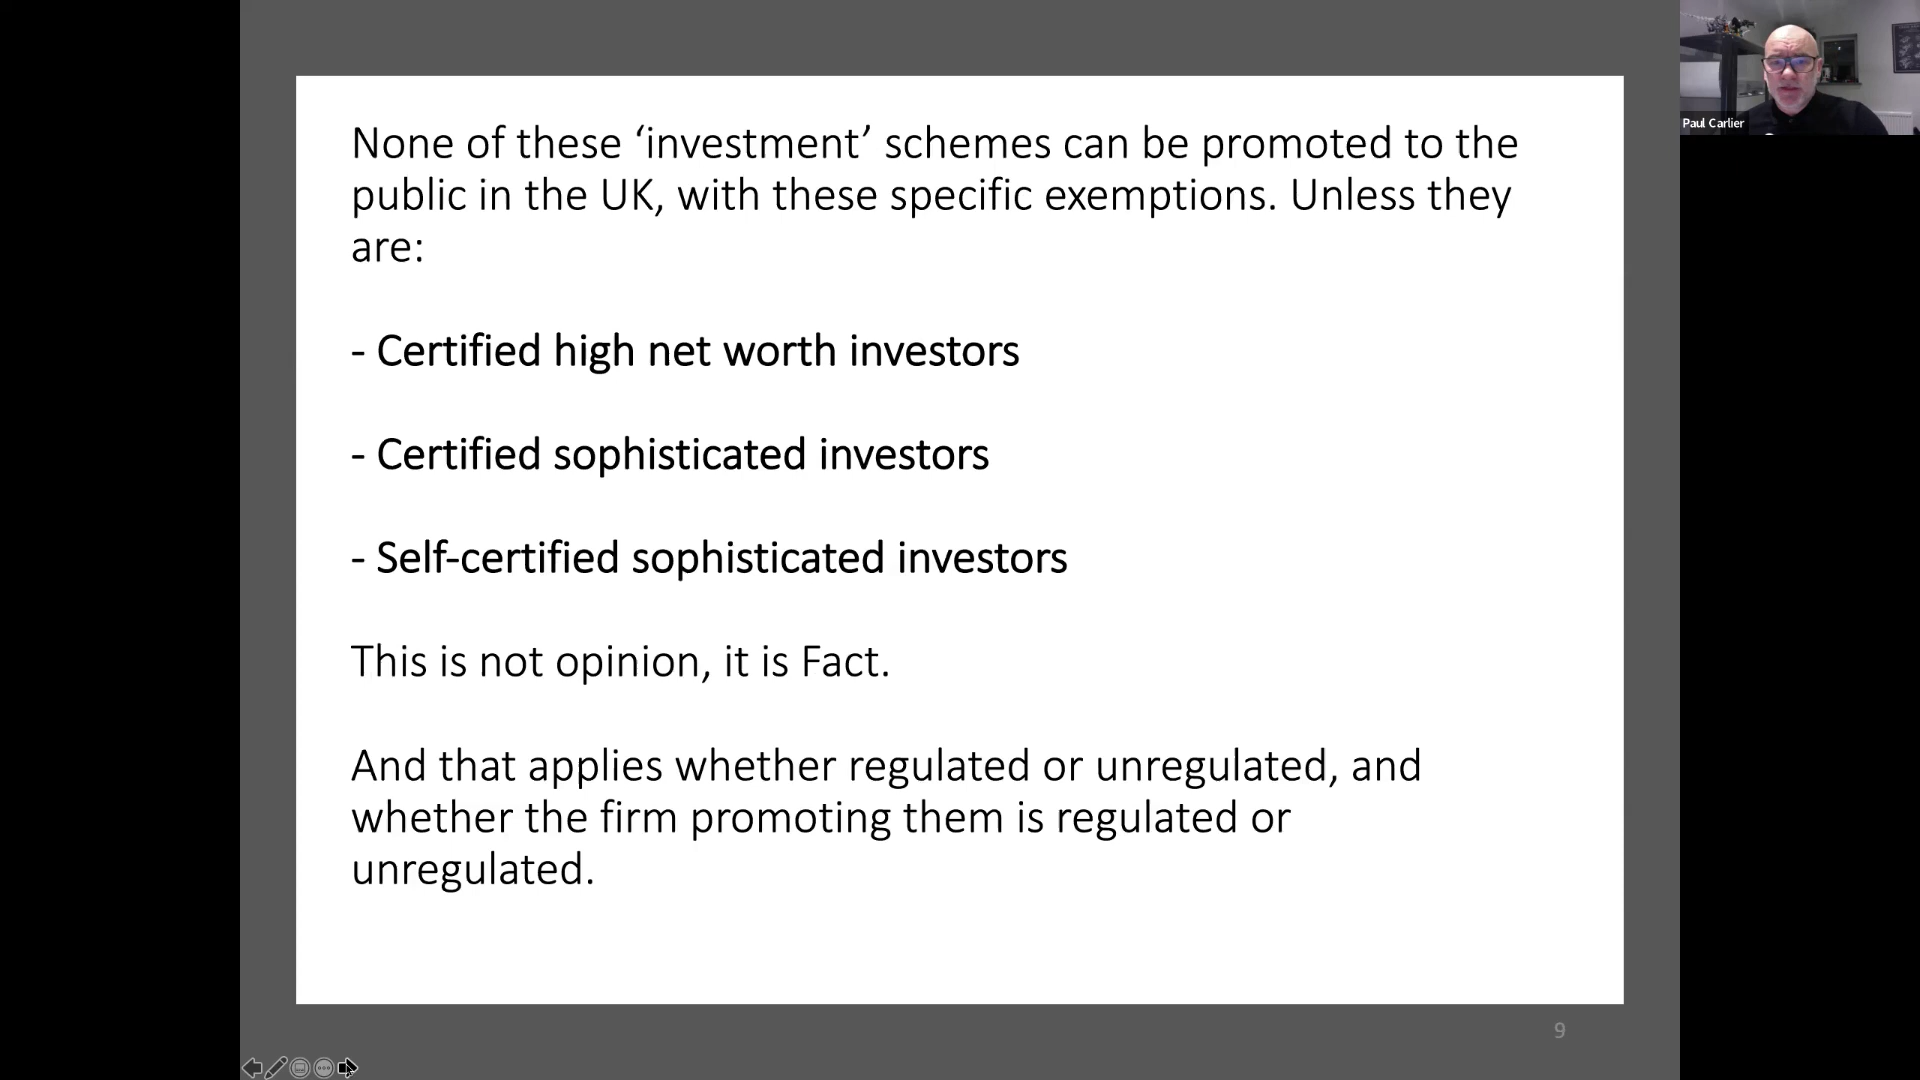 None of these ‘investment’ schemes can be promoted to the
public in the UK, with these specific exemptions. Unless they
are:
- Certified high net worth investors
- Certified sophisticated investors
- Self-certified sophisticated investors
This is not opinion, it is Fact.
And that applies whether regulated or unregulated, and
whether the firm promoting them is regulated or
unregulated.
9
Paul Carlier